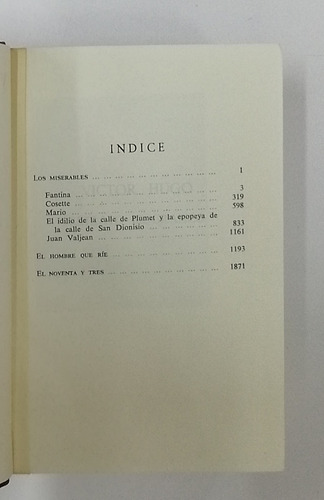 INDICE
LOS MISERABLES ... ... ... ... ... ... ... ... ... ... ... ... ... 1
Fantina ... ... ... ... ... ... ... ... ... ... ... ... 3
Cosette ... ... ... ... ... ... ... ... ... ... ... ... 319
Mario ... ... ... ... ... ... ... ... ... ... ... ... 598
El idilio de la calle de Plumet y la epopeya de
la calle de San Dionisio ... ... ... ... ... ... 833
Juan Valjean ... ... ... ... ... ... ... ... ... ... 1161
EL HOMBRE QUE RÍE ... ... ... ... ... ... ... ... ... ... 1193
EL NOVENTA Y TRES ... ... ... ... ... ... ... ... ... ... 1871
VICTOR HUGO